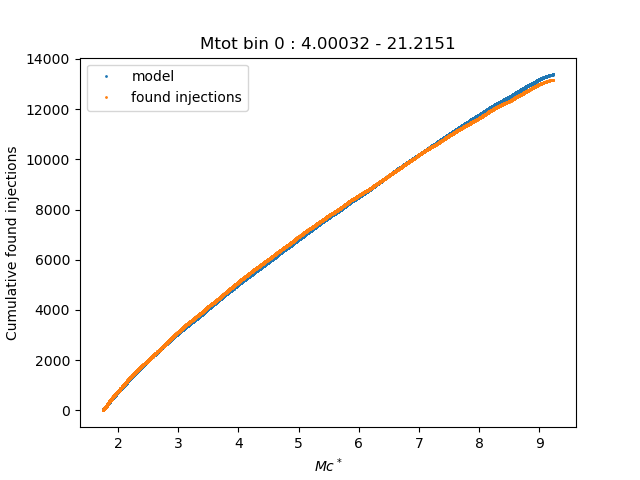 Mtot bin 0 : 4.00032 - 21.2151
model
found injections
14000
12000
10000
8000
6000
4000
2000
0
Cumulative found injections
2 3 4 5 6 7 8 9
Mc*